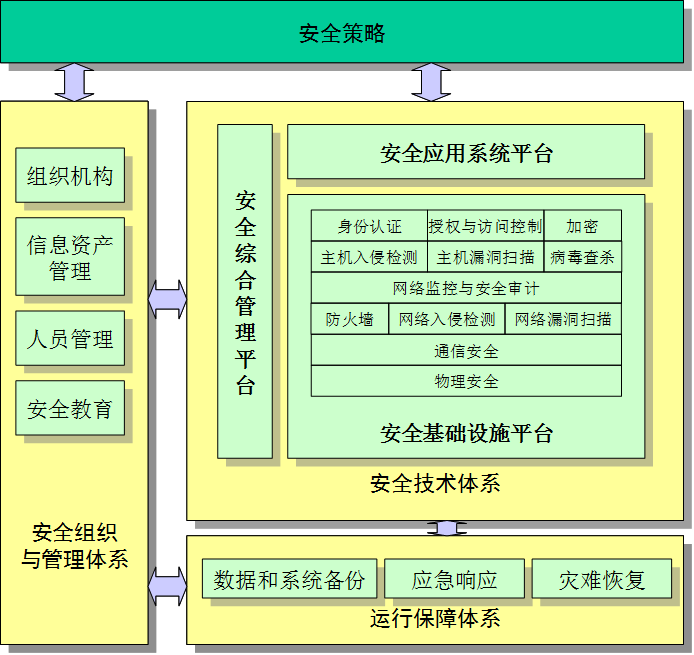 安全策略
组织机构
信息资产
管理
人员管理
安全教育
安全组织
与管理体系
安全综合管理平台
安全应用系统平台
身份认证 授权与访问控制 加密
主机入侵检测 主机漏洞扫描 病毒查杀
网络监控与安全审计
防火墙 网络入侵检测 网络漏洞扫描
通信安全
物理安全
安全基础设施平台
安全技术体系
数据和系统备份 应急响应 灾难恢复
运行保障体系